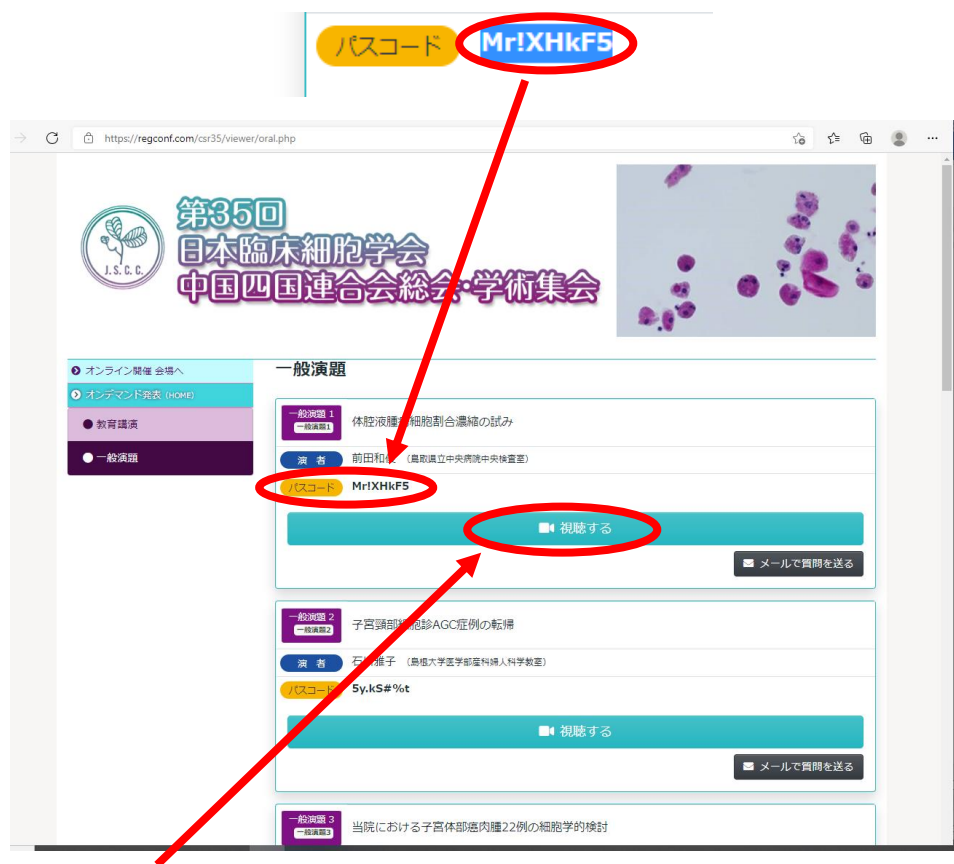 パスコード Mr!XHkF5
https://regconf.com/csr35/viewer/oral.php
J.S.C.C.
第35回
日本臨床細胞学会
中国四国連合会総会・学術集会
オンライン開催 会場へ
オンデマンド発表 (HOME)
教育講演
一般演題
一般演題
一般演題 1
一般演題1
体腔液腫 細胞割合濃縮の試み
演 者 前田和 (鳥取県立中央病院中央検査室)
パスコード Mr!XHkF5
視聴する
メールで質問を送る
一般演題 2
一般演題2
子宮頸部細胞診AGC症例の転帰
演 者 石 雅子 (島根大学医学部産科婦人科学教室)
パスコード 5y.kS#%t
視聴する
メールで質問を送る
一般演題 3
一般演題3
当院における子宮体部癌肉腫22例の細胞学的検討